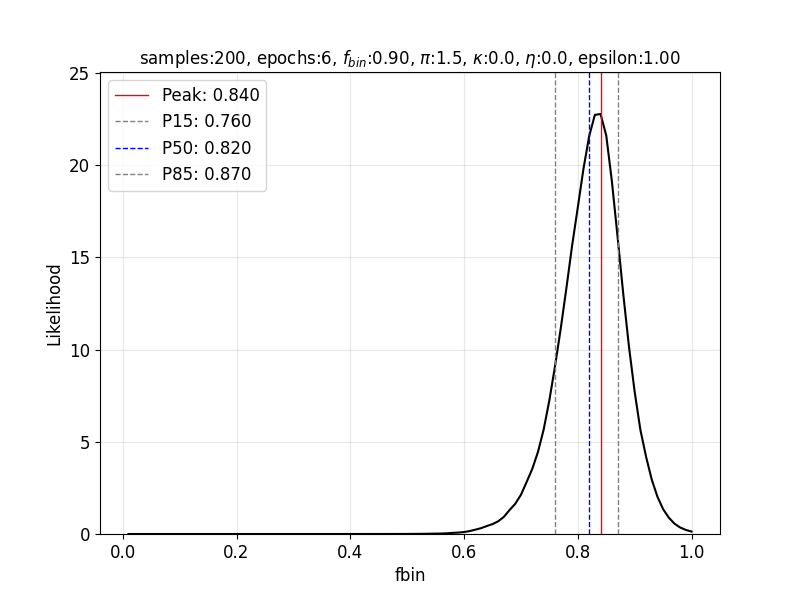 samples:200, epochs:6, f_bin:0.90, π:1.5, κ:0.0, η:0.0, epsilon:1.00
Peak: 0.840
P15: 0.760
P50: 0.820
P85: 0.870
25
20
15
10
5
0
Likelihood
0.0 0.2 0.4 0.6 0.8 1.0
fbin